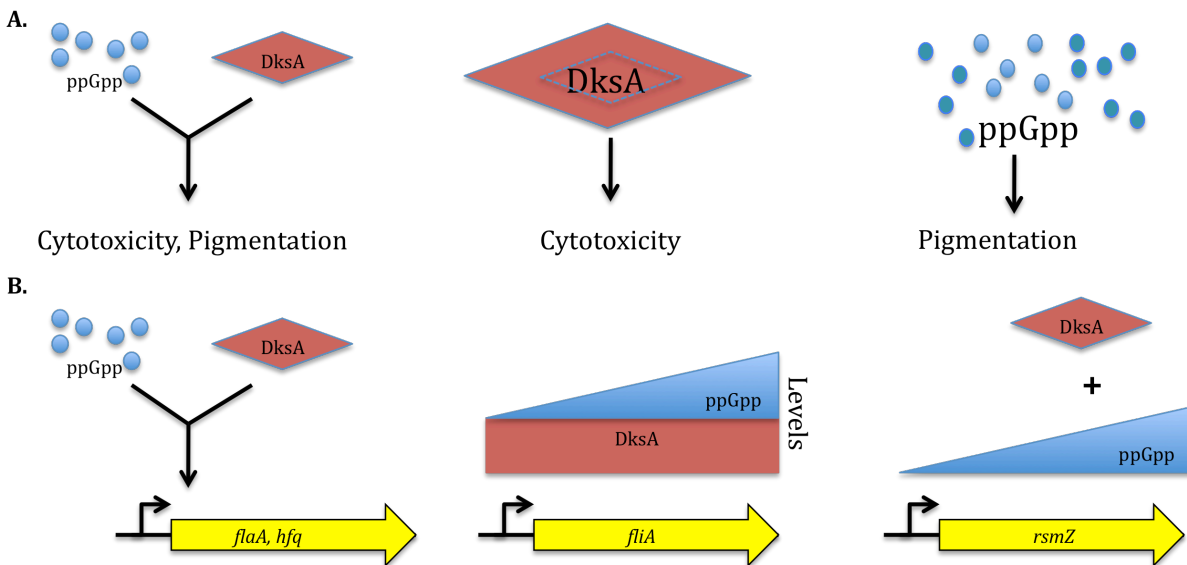 A.
ppGpp
DksA
DksA
ppGpp
Cytotoxicity, Pigmentation
Cytotoxicity
Pigmentation
B.
ppGpp
DksA
ppGpp
DksA
Levels
DksA
+
ppGpp
flaA, hfq
fliA
rsmZ